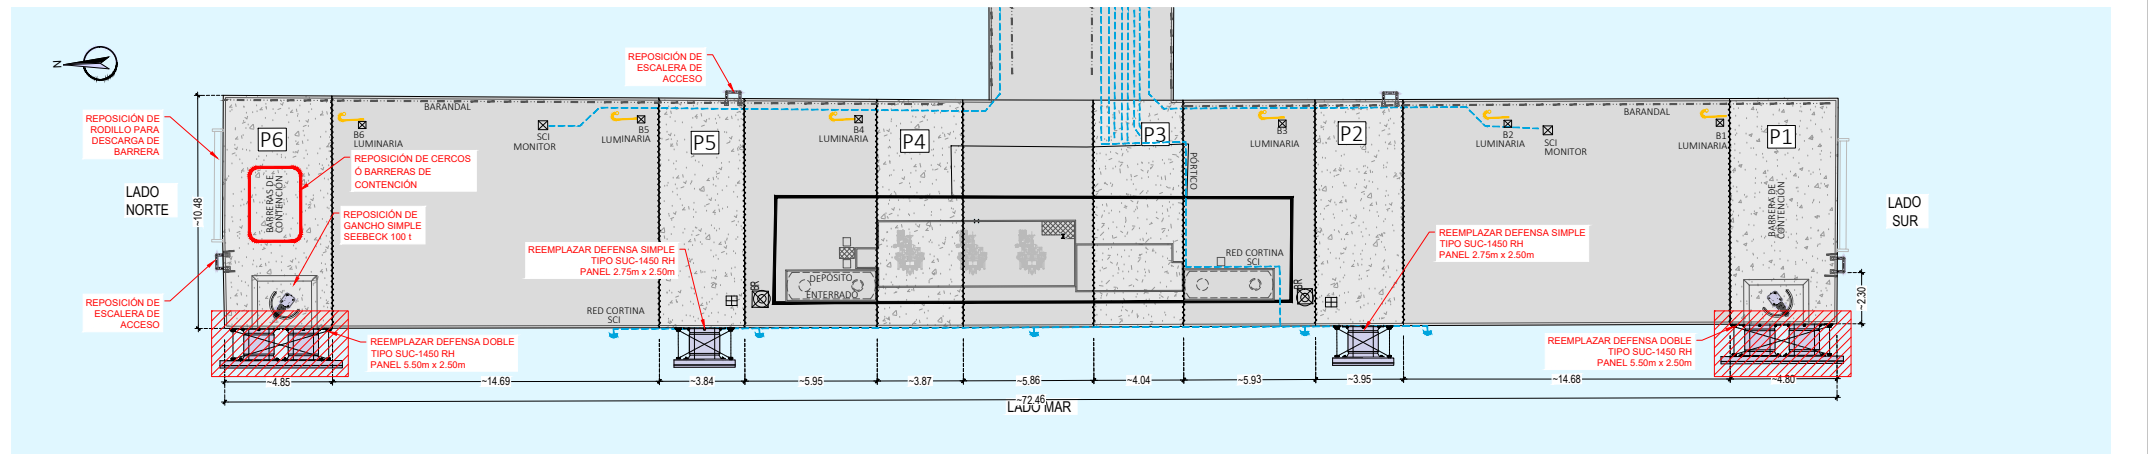 N
REPOSICIÓN DE
ESCALERA DE
ACCESO
REPOSICIÓN DE
RODILLO PARA
DESCARGA DE
BARRERA
BARANDAL
BARANDAL
P6
P5
P4
P3
P2
P1
B6
LUMINARIA
SCI
MONITOR
B5
LUMINARIA
B4
LUMINARIA
B3
LUMINARIA
B2
LUMINARIA
SCI
MONITOR
B1
LUMINARIA
REPOSICIÓN DE CERCOS
Ó BARRERAS DE
CONTENCIÓN
BARRERAS DE
CONTENCIÓN
PÓRTICO
BARRERA DE
CONTENCIÓN
LADO
NORTE
~10.48
LADO
SUR
REPOSICIÓN DE
GANCHO SIMPLE
SEEBECK 100 t
REEMPLAZAR DEFENSA SIMPLE
TIPO SUC-1450 RH
PANEL 2.75m x 2.50m
REEMPLAZAR DEFENSA SIMPLE
TIPO SUC-1450 RH
PANEL 2.75m x 2.50m
RED CORTINA
SCI
DEPÓSITO
ENTERRADO
BR
BR
~2.30
REPOSICIÓN DE
ESCALERA DE
ACCESO
RED CORTINA
SCI
REEMPLAZAR DEFENSA DOBLE
TIPO SUC-1450 RH
PANEL 5.50m x 2.50m
REEMPLAZAR DEFENSA DOBLE
TIPO SUC-1450 RH
PANEL 5.50m x 2.50m
~4.85
~14.69
~3.84
~5.95
~3.87
~5.86
~4.04
~5.93
~3.95
~14.68
~4.80
~72.46
LADO MAR